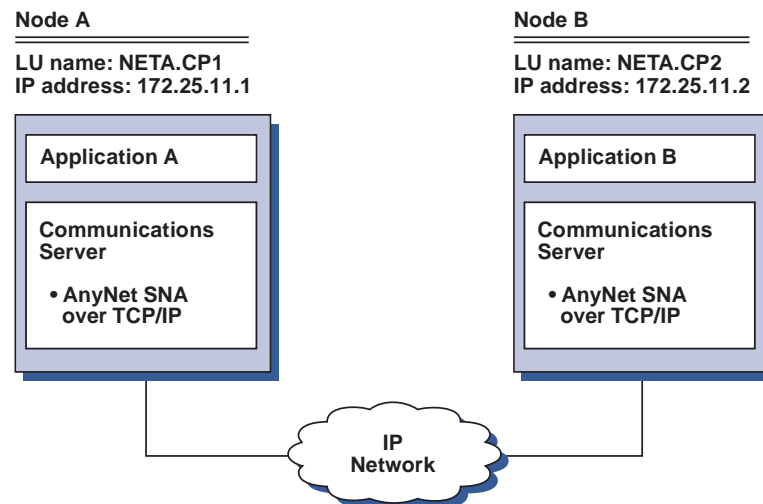 Node A
LU name: NETA.CP1
IP address: 172.25.11.1
Application A
Communications
Server
• AnyNet SNA
over TCP/IP
Node B
LU name: NETA.CP2
IP address: 172.25.11.2
Application B
Communications
Server
• AnyNet SNA
over TCP/IP
IP
Network